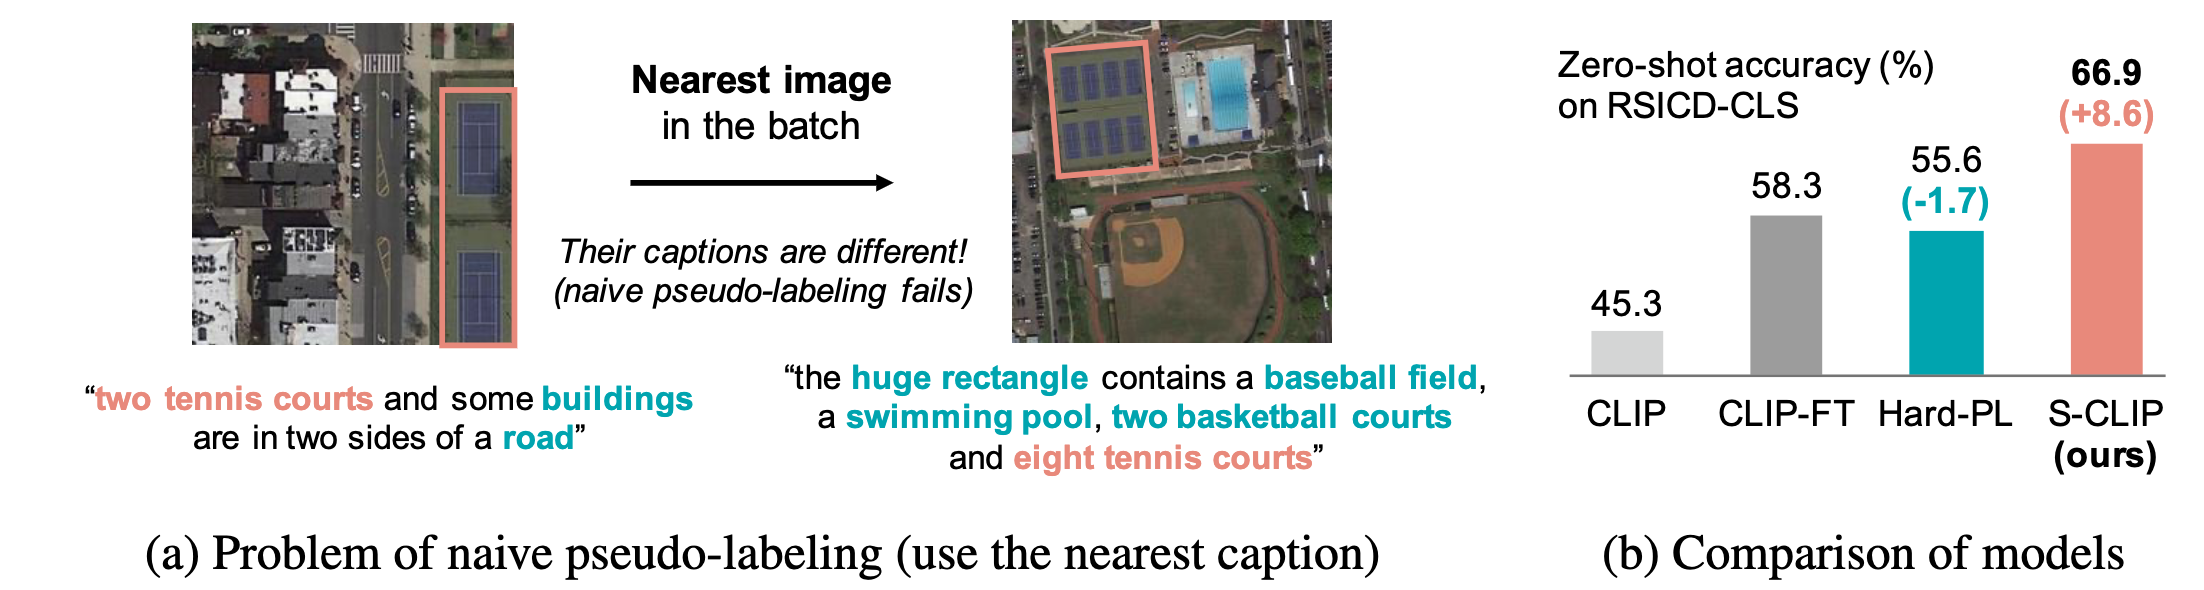 Nearest image
in the batch
Their captions are different!
(naive pseudo-labeling fails)
“two tennis courts and some buildings
are in two sides of a road”
“the huge rectangle contains a baseball field,
a swimming pool, two basketball courts
and eight tennis courts”
(a) Problem of naive pseudo-labeling (use the nearest caption)
Zero-shot accuracy (%)
on RSICD-CLS
45.3
58.3
55.6
(-1.7)
66.9
(+8.6)
CLIP
CLIP-FT
Hard-PL
S-CLIP
(ours)
(b) Comparison of models